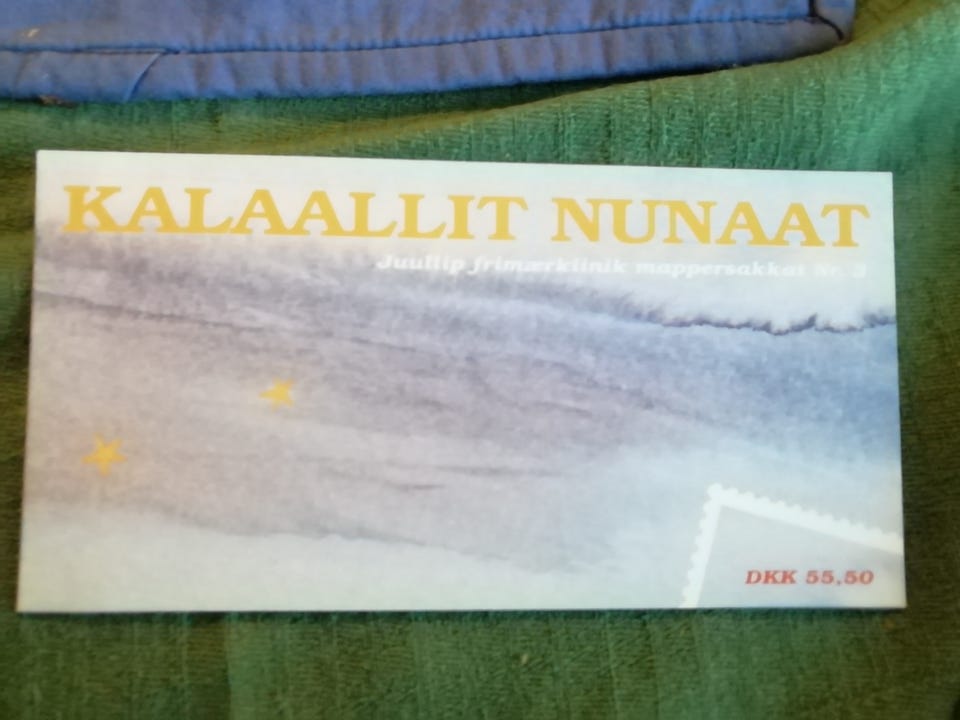 KALAALLIT NUNAAT
Juullip frimærkiinik mappersakkat Nr. 3
DKK 55,50